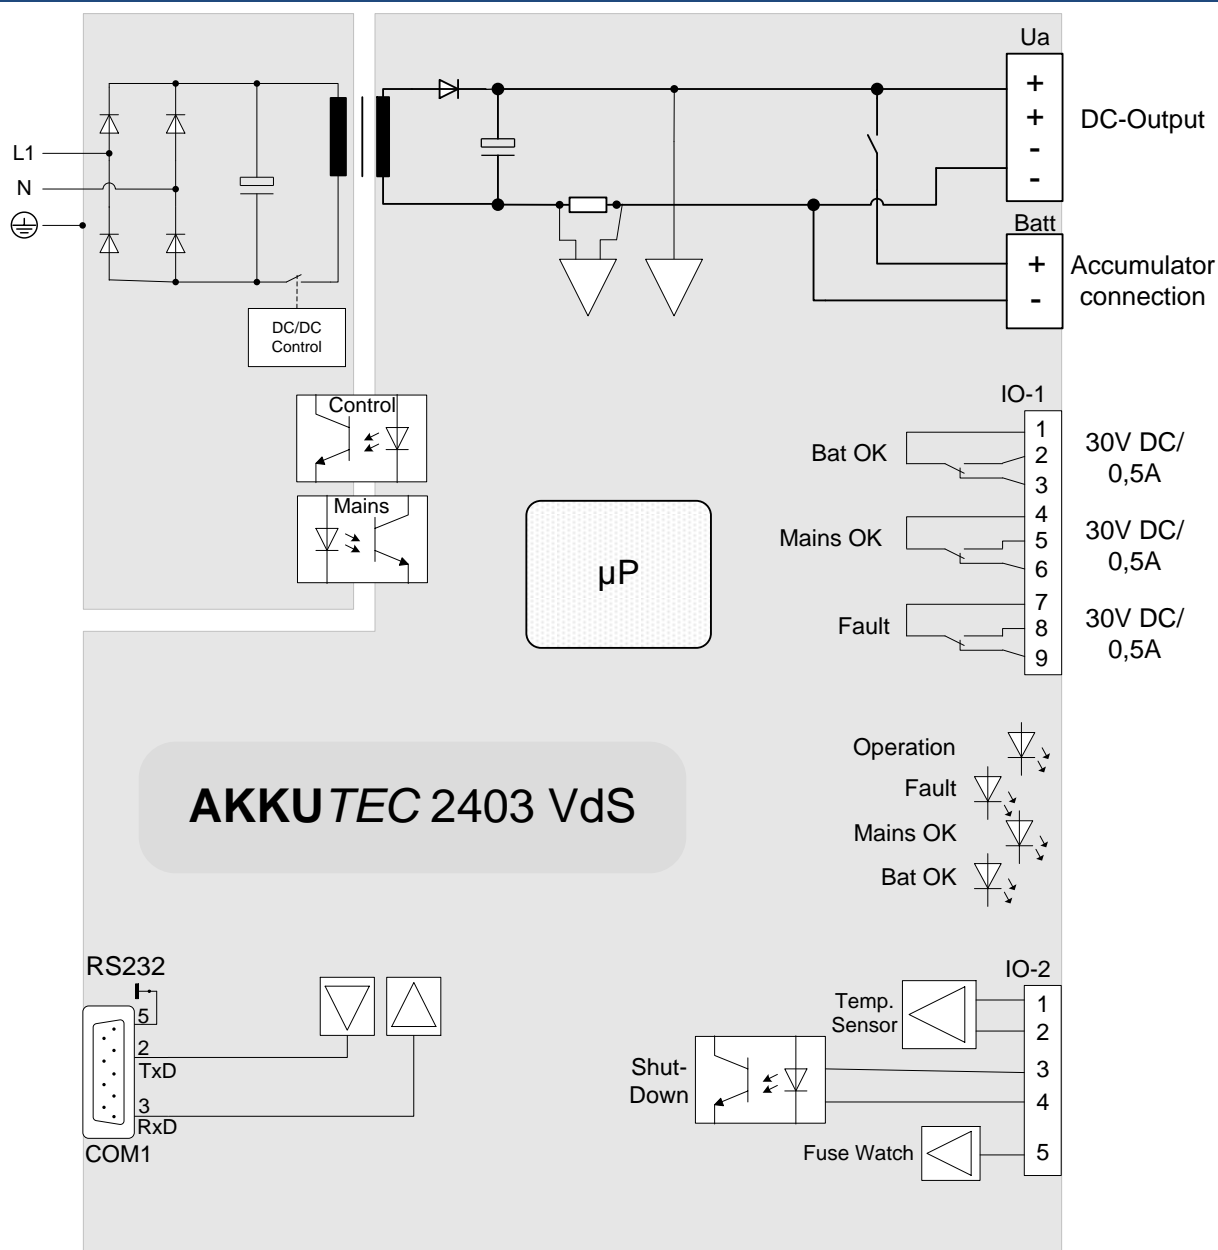 Ua
+
+
-
-
DC-Output
L1
N
Batt
+
-
Accumulator
connection
DC/DC
Control
Control
Mains
µP
IO-1
Bat OK
1
2
3
30V DC/
0,5A
Mains OK
4
5
6
30V DC/
0,5A
Fault
7
8
9
30V DC/
0,5A
Operation
Fault
Mains OK
Bat OK
AKKUTEC 2403 VdS
RS232
5
2
TxD
3
RxD
COM1
IO-2
Temp.
Sensor
1
2
Shut-
Down
3
4
Fuse Watch
5